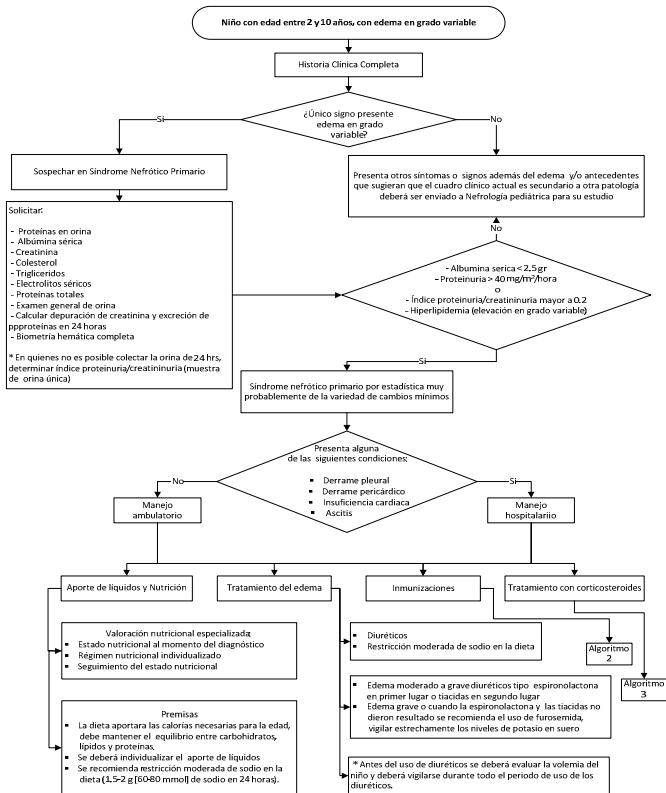 Niño con edad entre 2 y 10 años, con edema en grado variable
Historia Clínica Completa
¿Único signo presente
edema en grado
variable?
Si
No
Sospechar en Síndrome Nefrótico Primario
Presenta otros síntomas o signos además del edema y/o antecedentes
que sugieran que el cuadro clínico actual es secundario a otra patología
deberá ser enviado a Nefrología pediátrica para su estudio
Solicitar:
- Proteínas en orina
- Albúmina sérica
- Creatinina
- Colesterol
- Trigliceridos
- Electrolitos séricos
- Proteínas totales
- Examen general de orina
- Calcular depuración de creatinina y excreción de
ppproteínas en 24 horas
- Biometría hemática completa
* En quienes no es posible colectar la orina de 24 hrs,
determinar índice proteinuria/creatininuria (muestra
de orina única)
No
- Albumina serica < 2.5 gr
- Proteinuria > 40 mg/m²/hora
o
- Índice proteinuria/creatininuria mayor a 0.2
- Hiperlipidemia (elevación en grado variable)
Si
Síndrome nefrótico primario por estadística muy
probablemente de la variedad de cambios mínimos
Presenta alguna
de las siguientes condiciones:
▪ Derrame pleural
▪ Derrame pericárdico
▪ Insuficiencia cardiaca
▪ Ascitis
No
Si
Manejo
ambulatorio
Manejo
hospitalariio
Aporte de líquidos y Nutrición
Tratamiento del edema
Inmunizaciones
Tratamiento con corticosteroides
Valoración nutricional especializada:
▪ Estado nutricional al momento del diagnóstico
▪ Régimen nutricional individualizado
▪ Seguimiento del estado nutricional
▪ Diuréticos
▪ Restricción moderada de sodio en la dieta
Algoritmo
2
Algoritmo
3
Premisas
▪ La dieta aportara las calorías necesarias para la edad,
debe mantener el equilibrio entre carbohidratos,
lípidos y proteínas.
▪ Se deberá individualizar el aporte de líquidos
▪ Se recomienda restricción moderada de sodio en la
dieta (1.5-2 g [60-80 mmol] de sodio en 24 horas).
▪ Edema moderado a grave diuréticos tipo espironolactona
en primer lugar o tiacidas en segundo lugar
▪ Edema grave o cuando la espironolactona y las tiacidas no
dieron resultado se recomienda el uso de furosemida,
vigilar estrechamente los niveles de potasio en suero
* Antes del uso de diuréticos se deberá evaluar la volemia del
niño y deberá vigilarse durante todo el periodo de uso de los
diuréticos.